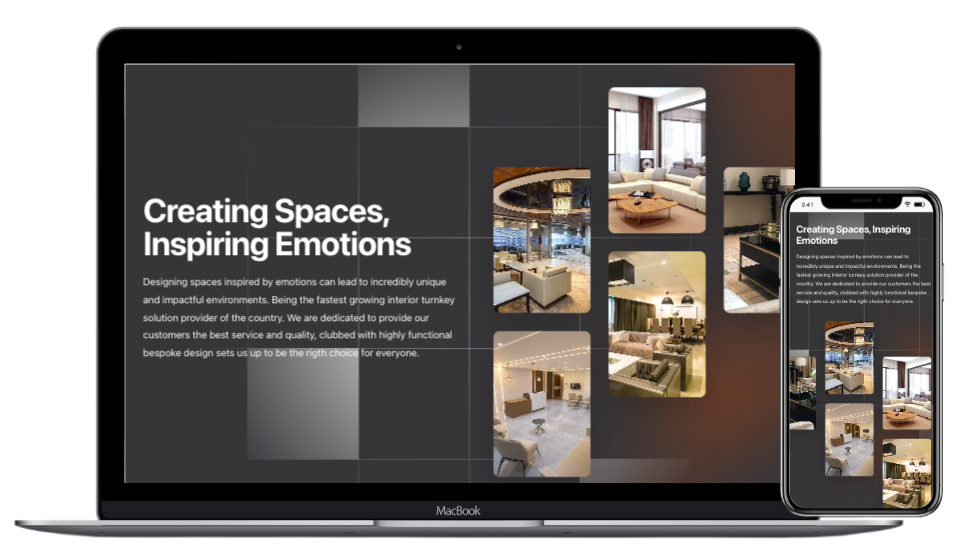 Creating Spaces,
Inspiring Emotions
Designing spaces inspired by emotions can lead to incredibly unique
and impactful environments. Being the fastest growing interior turnkey
solution provider of the country. We are dedicated to provide our
customers the best service and quality, clubbed with highly functional
bespoke design sets us up to be the rigth choice for everyone.
MacBook
9:41
Creating Spaces, Inspiring
Emotions
Designing spaces inspired by emotions can lead to
incredibly unique and impactful environments. Being the
fastest growing interior turnkey solution provider of the
country. We are dedicated to provide our customers the best
service and quality, clubbed with highly functional bespoke
design sets us up to be the rigth choice for everyone.